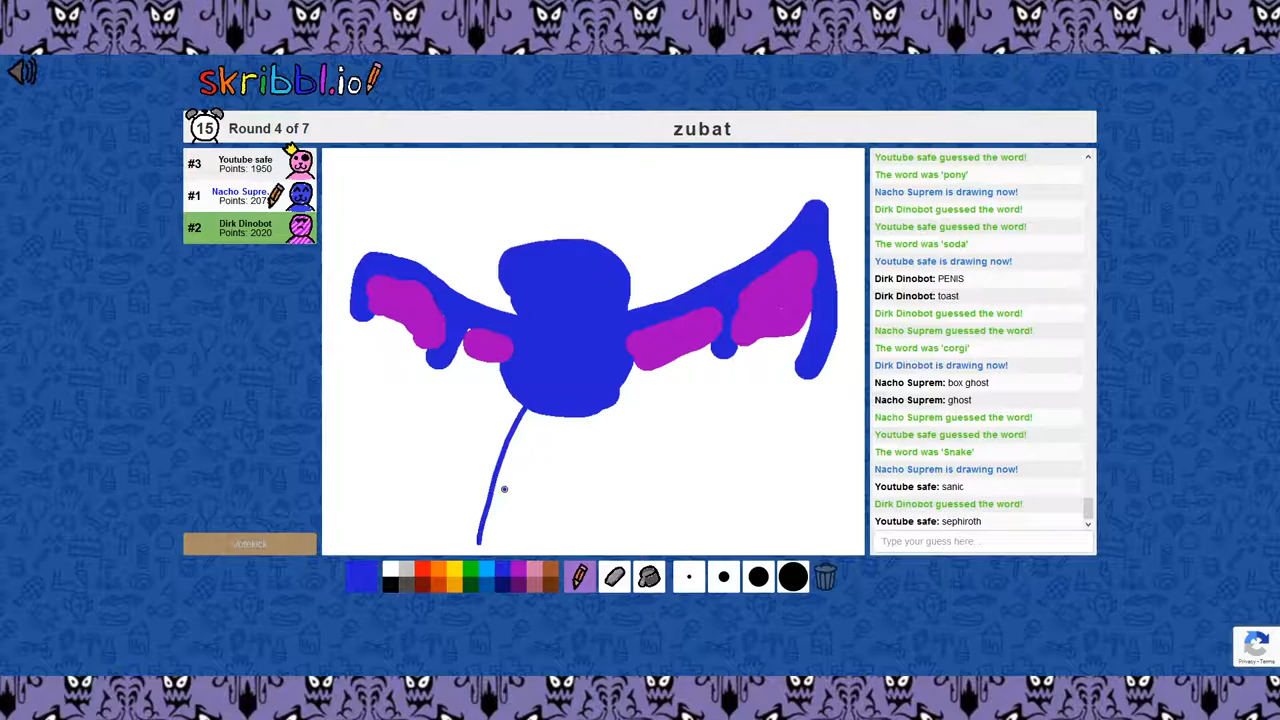 skribbl.io
15
Round 4 of 7
zubat
#3
Youtube safe
Points: 1950
#1
Nacho Supre.
Points: 207
#2
Dirk Dinobot
Points: 2020
Votekick
Youtube safe guessed the word!
The word was 'pony'
Nacho Suprem is drawing now!
Dirk Dinobot guessed the word!
Youtube safe guessed the word!
The word was 'soda'
Youtube safe is drawing now!
Dirk Dinobot: PENIS
Dirk Dinobot: toast
Dirk Dinobot guessed the word!
Nacho Suprem guessed the word!
The word was 'corgi'
Dirk Dinobot is drawing now!
Nacho Suprem: box ghost
Nacho Suprem: ghost
Nacho Suprem guessed the word!
Youtube safe guessed the word!
The word was 'Snake'
Nacho Suprem is drawing now!
Youtube safe: sanic
Dirk Dinobot guessed the word!
Youtube safe: sephiroth
Type your guess here...
Privacy - Terms